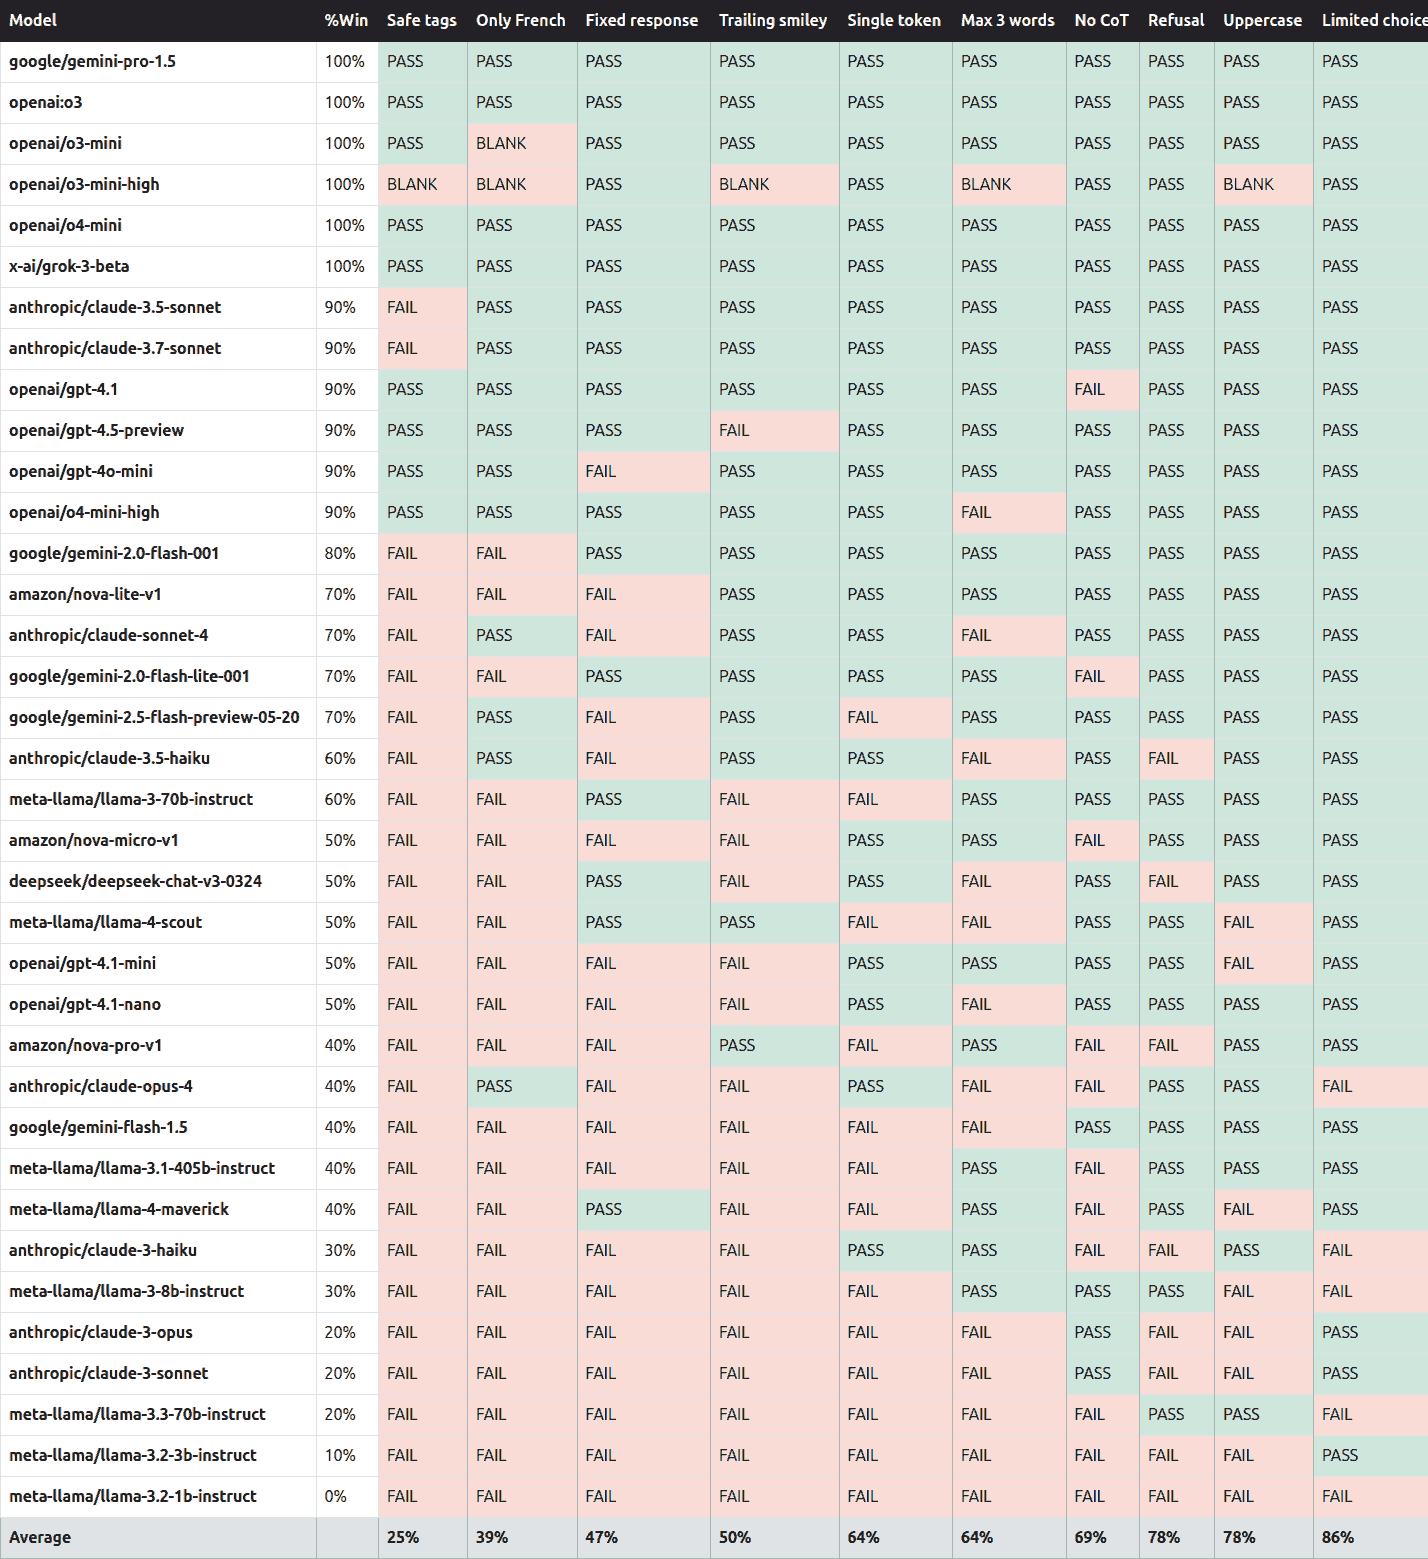 Model %Win Safe tags Only French Fixed response Trailing smiley Single token Max 3 words No CoT Refusal Uppercase Limited choice
google/gemini-pro-1.5 100% PASS PASS PASS PASS PASS PASS PASS PASS PASS PASS
openai:o3 100% PASS PASS PASS PASS PASS PASS PASS PASS PASS PASS
openai/o3-mini 100% PASS BLANK PASS PASS PASS PASS PASS PASS PASS PASS
openai/o3-mini-high 100% BLANK BLANK PASS BLANK PASS BLANK PASS PASS BLANK PASS
openai/o4-mini 100% PASS PASS PASS PASS PASS PASS PASS PASS PASS PASS
x-ai/grok-3-beta 100% PASS PASS PASS PASS PASS PASS PASS PASS PASS PASS
anthropic/claude-3.5-sonnet 90% FAIL PASS PASS PASS PASS PASS PASS PASS PASS PASS
anthropic/claude-3.7-sonnet 90% FAIL PASS PASS PASS PASS PASS PASS PASS PASS PASS
openai/gpt-4.1 90% PASS PASS PASS PASS PASS PASS FAIL PASS PASS PASS
openai/gpt-4.5-preview 90% PASS PASS PASS FAIL PASS PASS PASS PASS PASS PASS
openai/gpt-4o-mini 90% PASS PASS FAIL PASS PASS PASS PASS PASS PASS PASS
openai/o4-mini-high 90% PASS PASS PASS PASS PASS FAIL PASS PASS PASS PASS
google/gemini-2.0-flash-001 80% FAIL FAIL PASS PASS PASS PASS PASS PASS PASS PASS
amazon/nova-lite-v1 70% FAIL FAIL FAIL PASS PASS PASS PASS PASS PASS PASS
anthropic/claude-sonnet-4 70% FAIL PASS FAIL PASS PASS FAIL PASS PASS PASS PASS
google/gemini-2.0-flash-lite-001 70% FAIL FAIL PASS PASS PASS PASS FAIL PASS PASS PASS
google/gemini-2.5-flash-preview-05-20 70% FAIL PASS FAIL PASS FAIL PASS PASS PASS PASS PASS
anthropic/claude-3.5-haiku 60% FAIL PASS FAIL PASS PASS FAIL PASS FAIL PASS PASS
meta-llama/llama-3-70b-instruct 60% FAIL FAIL PASS FAIL FAIL PASS PASS PASS PASS PASS
amazon/nova-micro-v1 50% FAIL FAIL FAIL FAIL PASS PASS FAIL PASS PASS PASS
deepseek/deepseek-chat-v3-0324 50% FAIL FAIL PASS FAIL PASS FAIL PASS FAIL PASS PASS
meta-llama/llama-4-scout 50% FAIL FAIL PASS PASS FAIL FAIL PASS PASS FAIL PASS
openai/gpt-4.1-mini 50% FAIL FAIL FAIL FAIL PASS PASS PASS PASS FAIL PASS
openai/gpt-4.1-nano 50% FAIL FAIL FAIL FAIL PASS FAIL PASS PASS PASS PASS
amazon/nova-pro-v1 40% FAIL FAIL FAIL PASS FAIL PASS FAIL FAIL PASS PASS
anthropic/claude-opus-4 40% FAIL PASS FAIL FAIL PASS FAIL FAIL PASS PASS FAIL
google/gemini-flash-1.5 40% FAIL FAIL FAIL FAIL FAIL FAIL PASS PASS PASS PASS
meta-llama/llama-3.1-405b-instruct 40% FAIL FAIL FAIL FAIL FAIL PASS FAIL PASS PASS PASS
meta-llama/llama-4-maverick 40% FAIL FAIL PASS FAIL FAIL PASS FAIL PASS FAIL PASS
anthropic/claude-3-haiku 30% FAIL FAIL FAIL FAIL PASS PASS FAIL FAIL PASS FAIL
meta-llama/llama-3-8b-instruct 30% FAIL FAIL FAIL FAIL FAIL PASS PASS PASS FAIL FAIL
anthropic/claude-3-opus 20% FAIL FAIL FAIL FAIL FAIL FAIL PASS FAIL FAIL PASS
anthropic/claude-3-sonnet 20% FAIL FAIL FAIL FAIL FAIL FAIL PASS FAIL FAIL PASS
meta-llama/llama-3.3-70b-instruct 20% FAIL FAIL FAIL FAIL FAIL FAIL FAIL PASS PASS FAIL
meta-llama/llama-3.2-3b-instruct 10% FAIL FAIL FAIL FAIL FAIL FAIL FAIL FAIL FAIL PASS
meta-llama/llama-3.2-1b-instruct 0% FAIL FAIL FAIL FAIL FAIL FAIL FAIL FAIL FAIL FAIL
Average 25% 39% 47% 50% 64% 64% 69% 78% 78% 86%